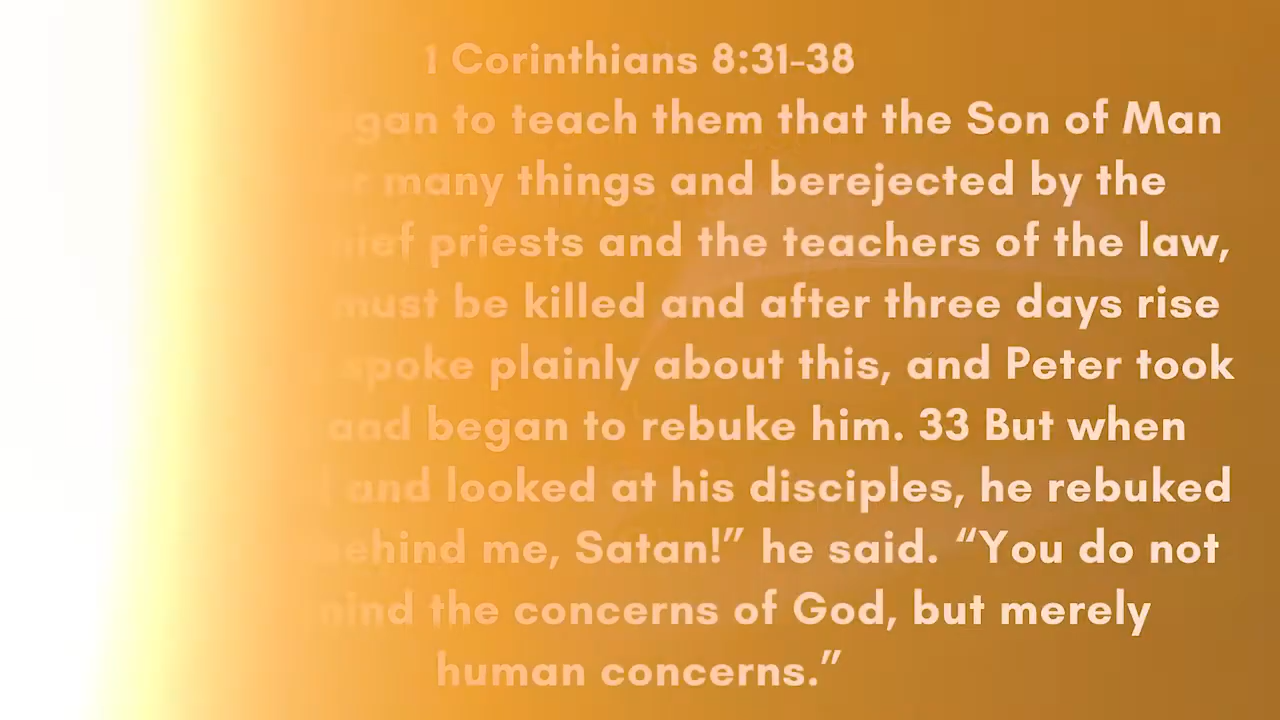 1 Corinthians 8:31-38
to teach them that the Son of Man
many things and berejected by the
priests and the teachers of the law,
must be killed and after three days rise
spoke plainly about this, and Peter took
and began to rebuke him. 33 But when
and looked at his disciples, he rebuked
behind me, Satan!” he said. “You do not
the concerns of God, but merely
human concerns.”